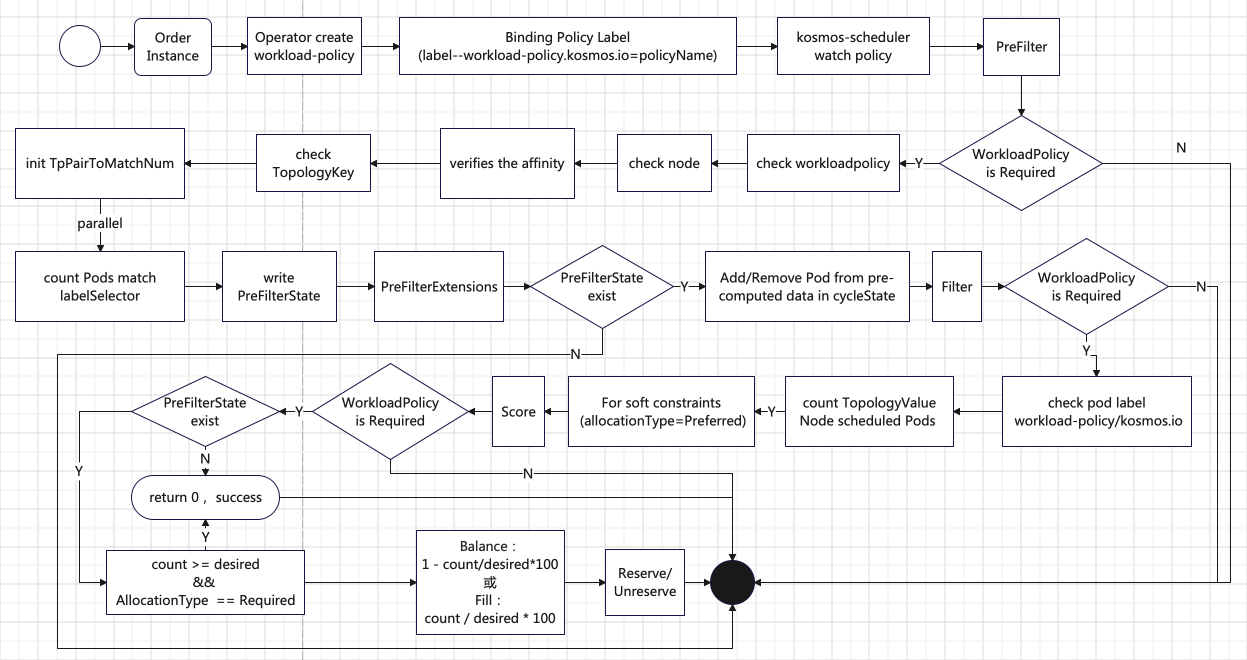 Order
Instance
Operator create
workload-policy
Binding Policy Label
(label--workload-policy.kosmos.io=policyName)
kosmos-scheduler
watch policy
PreFilter
WorkloadPolicy
is Required
N
Y
check workloadpolicy
check node
verifies the affinity
check
TopologyKey
init TpPairToMatchNum
parallel
count Pods match
labelSelector
write
PreFilterState
PreFilterExtensions
PreFilterState
exist
Y
N
Add/Remove Pod from pre-
computed data in cycleState
Filter
WorkloadPolicy
is Required
N
Y
check pod label
workload-policy/kosmos.io
count TopologyValue
Node scheduled Pods
Y
For soft constraints
(allocationType=Preferred)
Score
WorkloadPolicy
is Required
Y
N
PreFilterState
exist
Y
N
return 0 ， success
Y
count >= desired
&&
AllocationType == Required
Balance：
1 - count/desired*100
或
Fill：
count / desired * 100
Reserve/
Unreserve